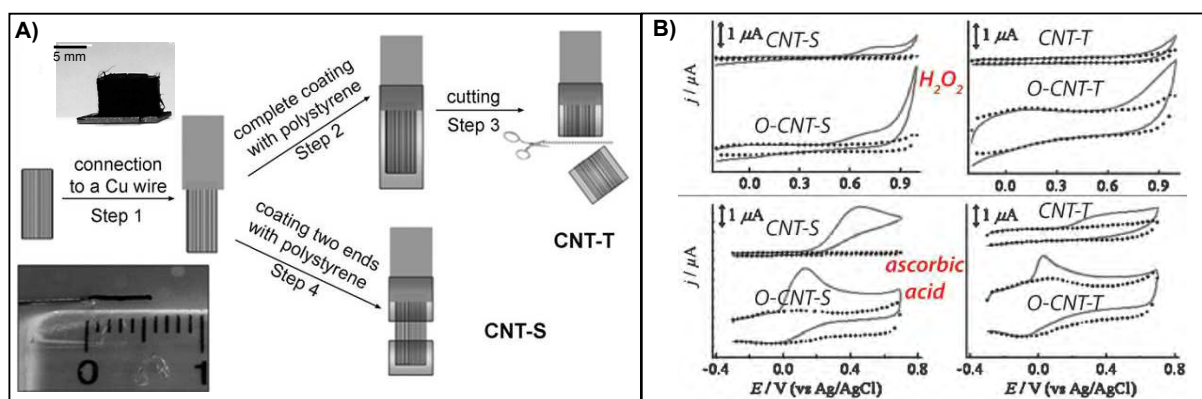 A)
5 mm
connection
to a Cu wire
Step 1
complete coating
with polystyrene
Step 2
cutting
Step 3
CNT-T
coating two ends
with polystyrene
Step 4
CNT-S
0
1
B)
1 μA
CNT-S
H2O2
O-CNT-S
j / μA
0.0
0.3
0.6
0.9
1 μA
CNT-T
O-CNT-T
0.0
0.3
0.6
0.9
1 μA
CNT-S
ascorbic
acid
O-CNT-S
j / μA
-0.4
0.0
0.4
0.8
E / V (vs Ag/AgCl)
1 μA
CNT-T
O-CNT-T
-0.4
0.0
0.4
0.8
E / V (vs Ag/AgCl)